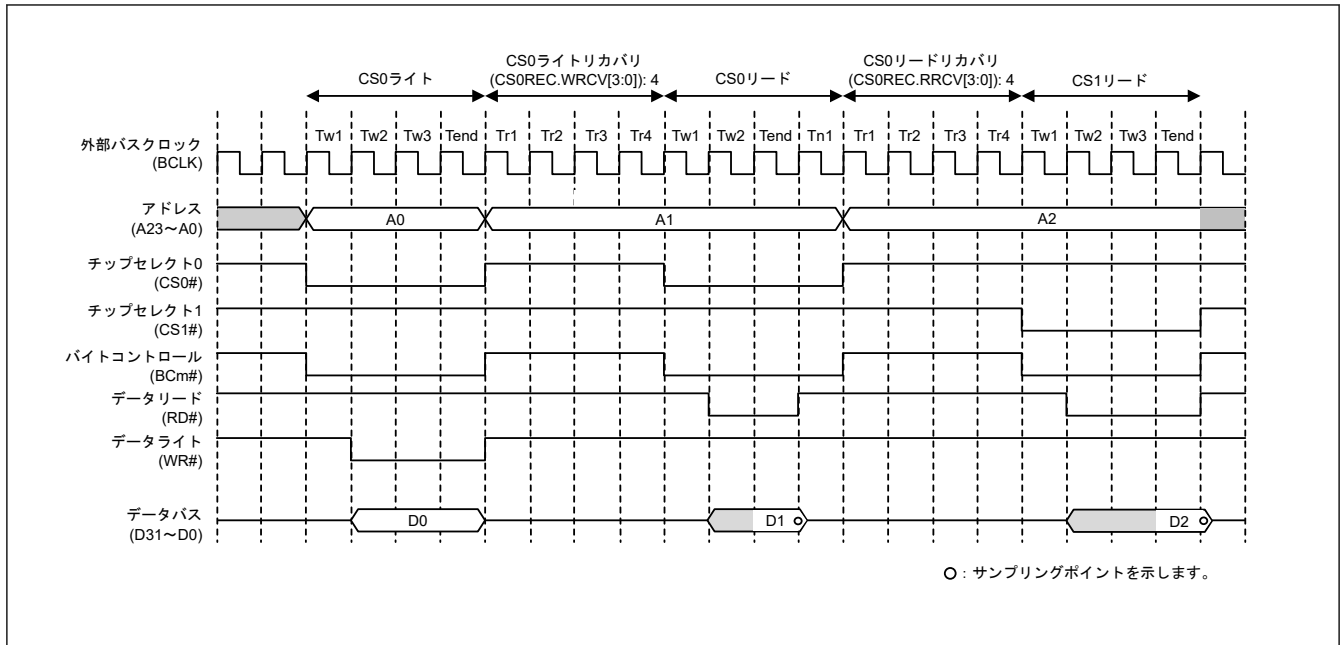 CS0ライト
CS0ライトリカバリ
(CS0REC.WRCV[3:0]): 4
CS0リード
CS0リードリカバリ
(CS0REC.RRCV[3:0]): 4
CS1リード
Tw1 Tw2 Tw3 Tend Tr1 Tr2 Tr3 Tr4 Tw1 Tw2 Tend Tn1 Tr1 Tr2 Tr3 Tr4 Tw1 Tw2 Tw3 Tend
外部バスクロック
(BCLK)
アドレス
(A23～A0)
A0 A1 A2
チップセレクト0
(CS0#)
チップセレクト1
(CS1#)
バイトコントロール
(BCm#)
データリード
(RD#)
データライト
(WR#)
データバス
(D31～D0)
D0 D1 D2
：サンプリングポイントを示します。